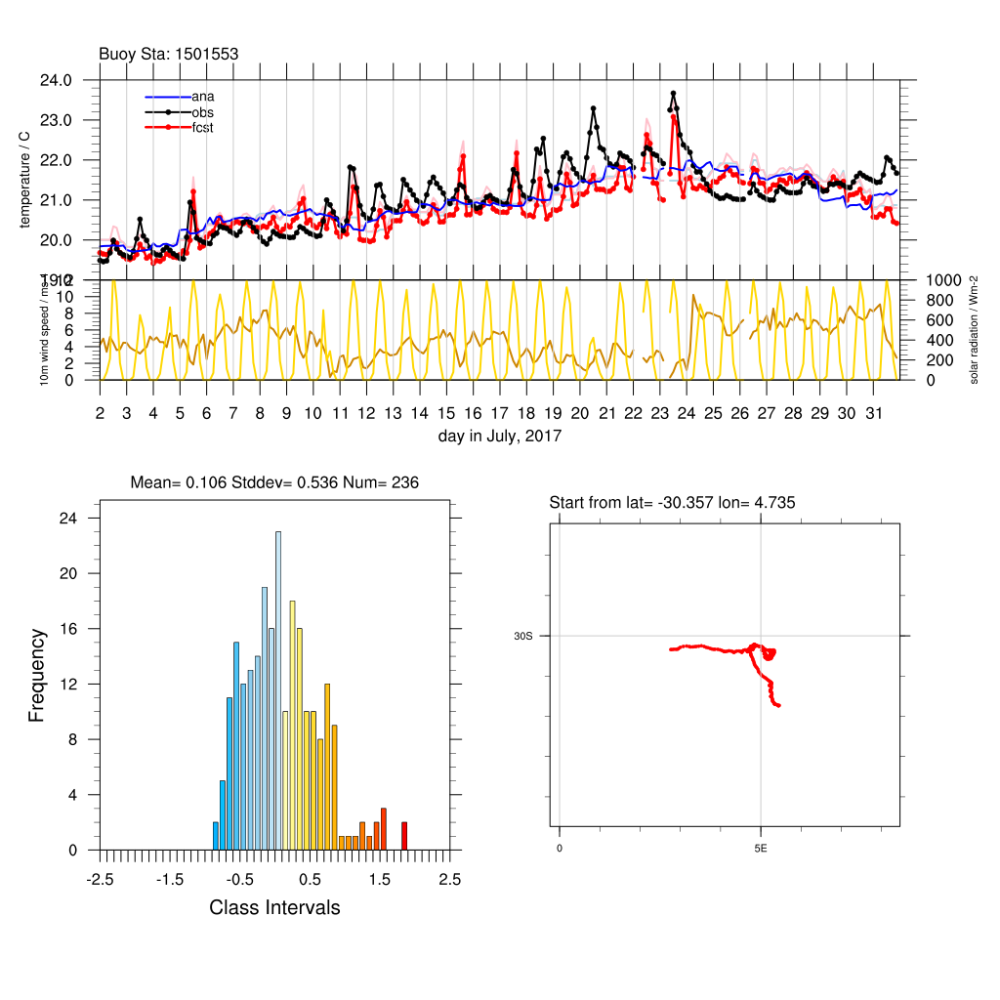 Buoy Sta: 1501553
24.0
23.0
22.0
21.0
20.0
temperature / C
ana
obs
fcst
19.0
12
10
8
6
4
2
0
10m wind speed / ms-1
1000
800
600
400
200
0
solar radiation / Wm-2
2 3 4 5 6 7 8 9 10 11 12 13 14 15 16 17 18 19 20 21 22 23 24 25 26 27 28 29 30 31
day in July, 2017
Mean= 0.106 Stddev= 0.536 Num= 236
24
20
16
12
8
4
0
Frequency
-2.5 -1.5 -0.5 0.5 1.5 2.5
Class Intervals
Start from lat= -30.357 lon= 4.735
30S
0 5E